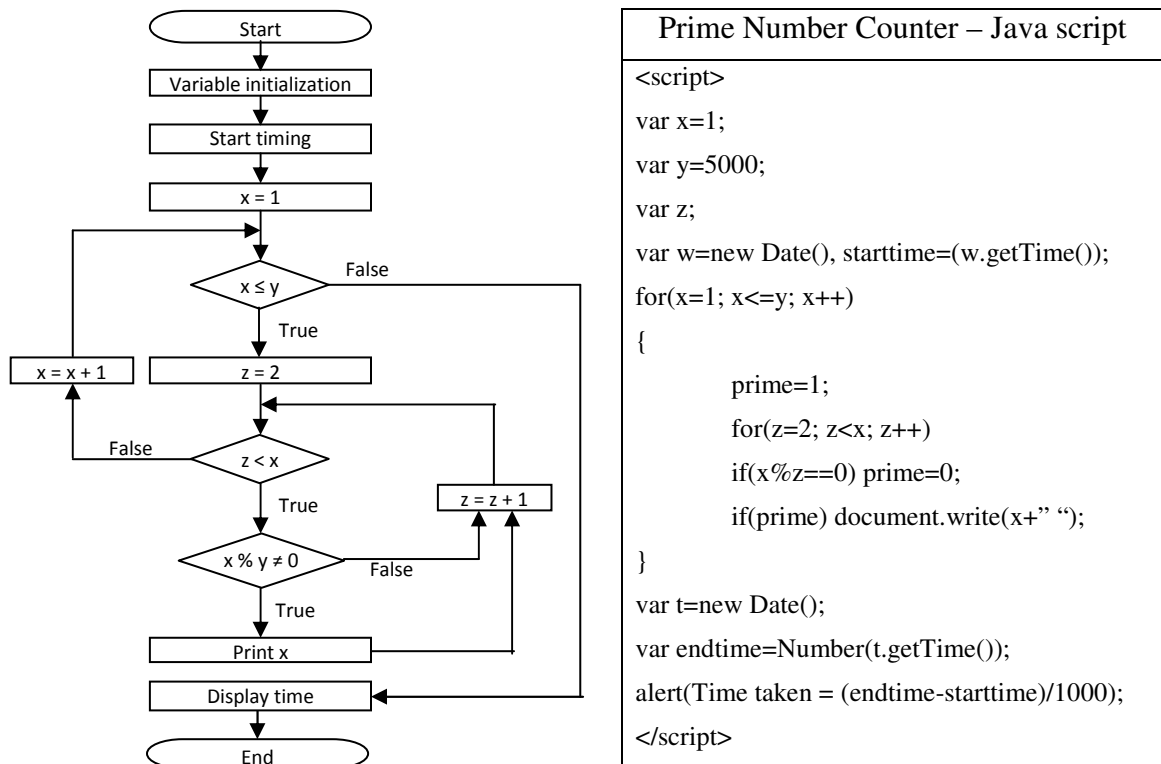 Start
Variable initialization
Start timing
x = 1
x ≤ y
False
True
x = x + 1
z = 2
False
z < x
True
z = z + 1
x % y ≠ 0
False
True
Print x
Display time
End
Prime Number Counter – Java script
<script>
var x=1;
var y=5000;
var z;
var w=new Date(), starttime=(w.getTime());
for(x=1; x<=y; x++)
{
prime=1;
for(z=2; z<x; z++)
if(x%z==0) prime=0;
if(prime) document.write(x+” “);
}
var t=new Date();
var endtime=Number(t.getTime());
alert(Time taken = (endtime-starttime)/1000);
</script>